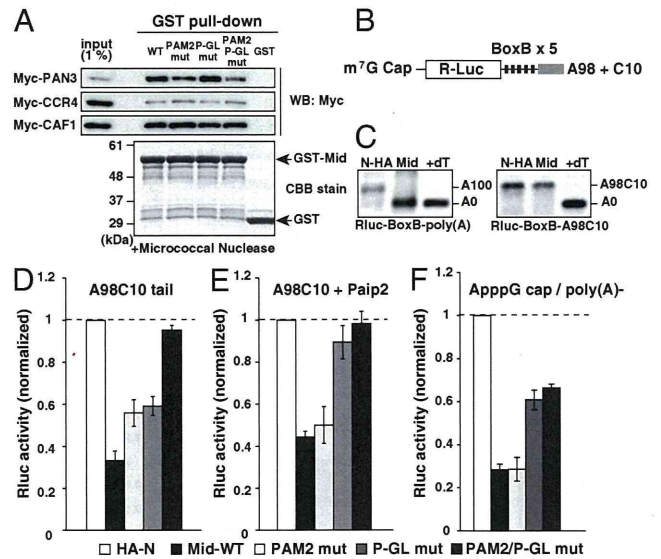 A
GST pull-down
input
(1 %)
WT
PAM2
mut
P-GL
mut
PAM2
P-GL
mut
GST
Myc-PAN3
Myc-CCR4
Myc-CAF1
WB: Myc
61
48
37
29
(kDa)
GST-Mid
CBB stain
GST
+Micrococcal Nuclease
B
BoxB x 5
m7G Cap
R-Luc
A98 + C10
C
N-HA Mid +dT
A100
A0
Rluc-BoxB-poly(A)
N-HA Mid +dT
A98C10
A0
Rluc-BoxB-A98C10
D
A98C10 tail
Rluc activity (normalized)
1.2
1
0.8
0.6
0.4
0.2
0
E
A98C10 + Paip2
Rluc activity (normalized)
1.2
1
0.8
0.6
0.4
0.2
0
F
ApppG cap / poly(A)-
Rluc activity (normalized)
1.2
1
0.8
0.6
0.4
0.2
0
HA-N Mid-WT PAM2 mut P-GL mut PAM2/P-GL mut